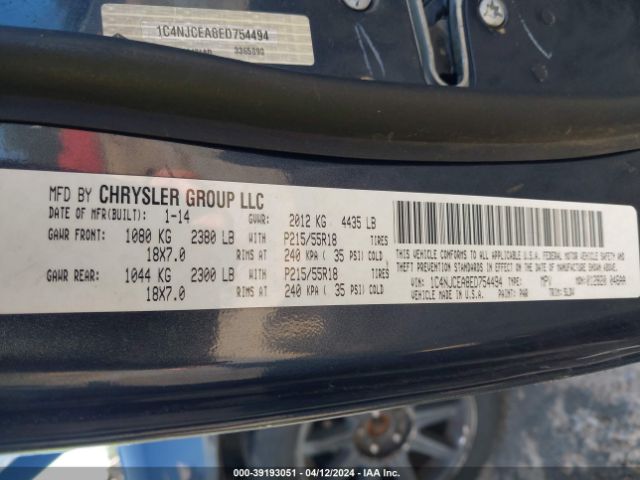 1C4NJCEA8ED754494
3365393
MFD BY CHRYSLER GROUP LLC
DATE OF MFR(BUILT): 1-14 GVWR: 2012 KG 4435 LB
GAWR FRONT: 1080 KG 2380 LB WITH P215/55R18 TIRES
18X7.0 RIMS AT 240 KPA ( 35 PSI) COLD
GAWR REAR: 1044 KG 2300 LB WITH P215/55R18 TIRES
18X7.0 RIMS AT 240 KPA ( 35 PSI) COLD
THIS VEHICLE CONFORMS TO ALL APPLICABLE U.S.A. FEDERAL MOTOR VEHICLE SAFETY AND
THEFT PREVENTION STANDARDS IN EFFECT ON THE DATE OF MANUFACTURE SHOWN ABOVE.
VIN: 1C4NJCEA8ED754494 TYPE: MPV
VEHICLE MADE IN U.S.A. PAINT: PAR TRIM:
000-39193051 - 04/12/2024 - IAA Inc.